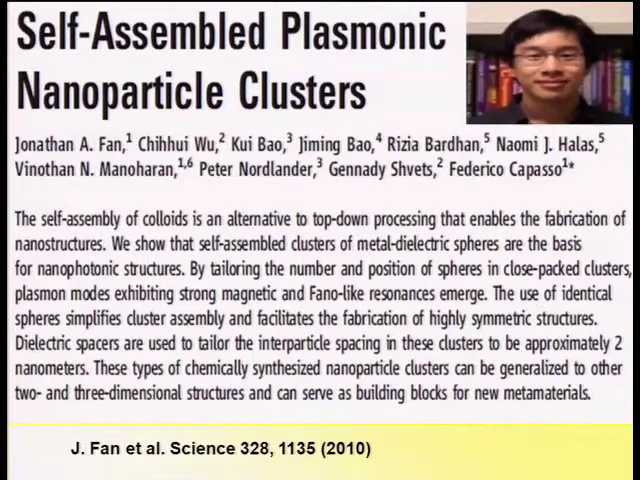 Self-Assembled Plasmonic
Nanoparticle Clusters
Jonathan A. Fan,1 Chihhui Wu,2 Kui Bao,3 Jiming Bao,4 Rizia Bardhan,5 Naomi J. Halas,5
Vinothan N. Manoharan,1,6 Peter Nordlander,3 Gennady Shvets,2 Federico Capasso1*
The self-assembly of colloids is an alternative to top-down processing that enables the fabrication of
nanostructures. We show that self-assembled clusters of metal-dielectric spheres are the basis
for nanophotonic structures. By tailoring the number and position of spheres in close-packed clusters,
plasmon modes exhibiting strong magnetic and Fano-like resonances emerge. The use of identical
spheres simplifies cluster assembly and facilitates the fabrication of highly symmetric structures.
Dielectric spacers are used to tailor the interparticle spacing in these clusters to be approximately 2
nanometers. These types of chemically synthesized nanoparticle clusters can be generalized to other
two- and three-dimensional structures and can serve as building blocks for new metamaterials.
J. Fan et al. Science 328, 1135 (2010)